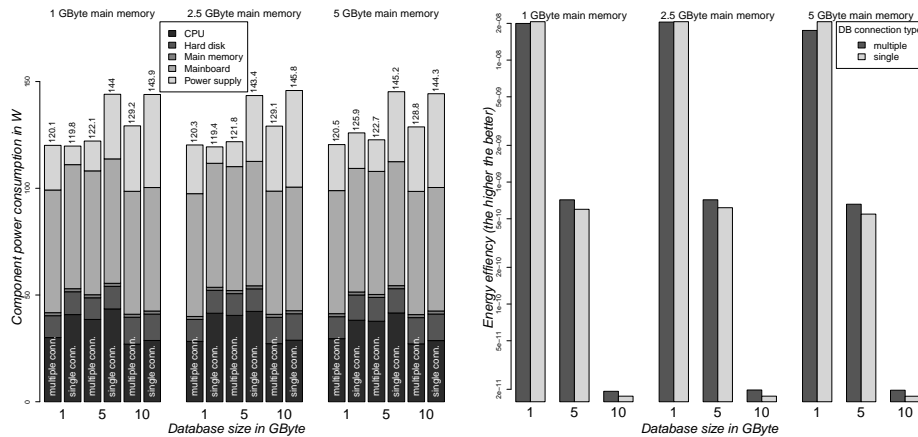 1 GByte main memory
2.5 GByte main memory
5 GByte main memory
CPU
Hard disk
Main memory
Mainboard
Power supply
Component power consumption in W
150
100
50
0
120.1
119.8
122.1
144
129.2
143.9
120.3
119.4
121.8
143.4
129.1
145.8
120.5
125.9
122.7
145.2
128.8
144.3
multiple conn.
single conn.
multiple conn.
single conn.
multiple conn.
single conn.
multiple conn.
single conn.
multiple conn.
single conn.
multiple conn.
single conn.
multiple conn.
single conn.
multiple conn.
single conn.
multiple conn.
single conn.
1 5 10
1 5 10
1 5 10
Database size in GByte
1 GByte main memory
2.5 GByte main memory
5 GByte main memory
DB connection type
multiple
single
Energy effiency (the higher the better)
2e-08
1e-08
5e-09
2e-09
1e-09
5e-10
2e-10
1e-10
5e-11
2e-11
1 5 10
1 5 10
1 5 10
Database size in GByte